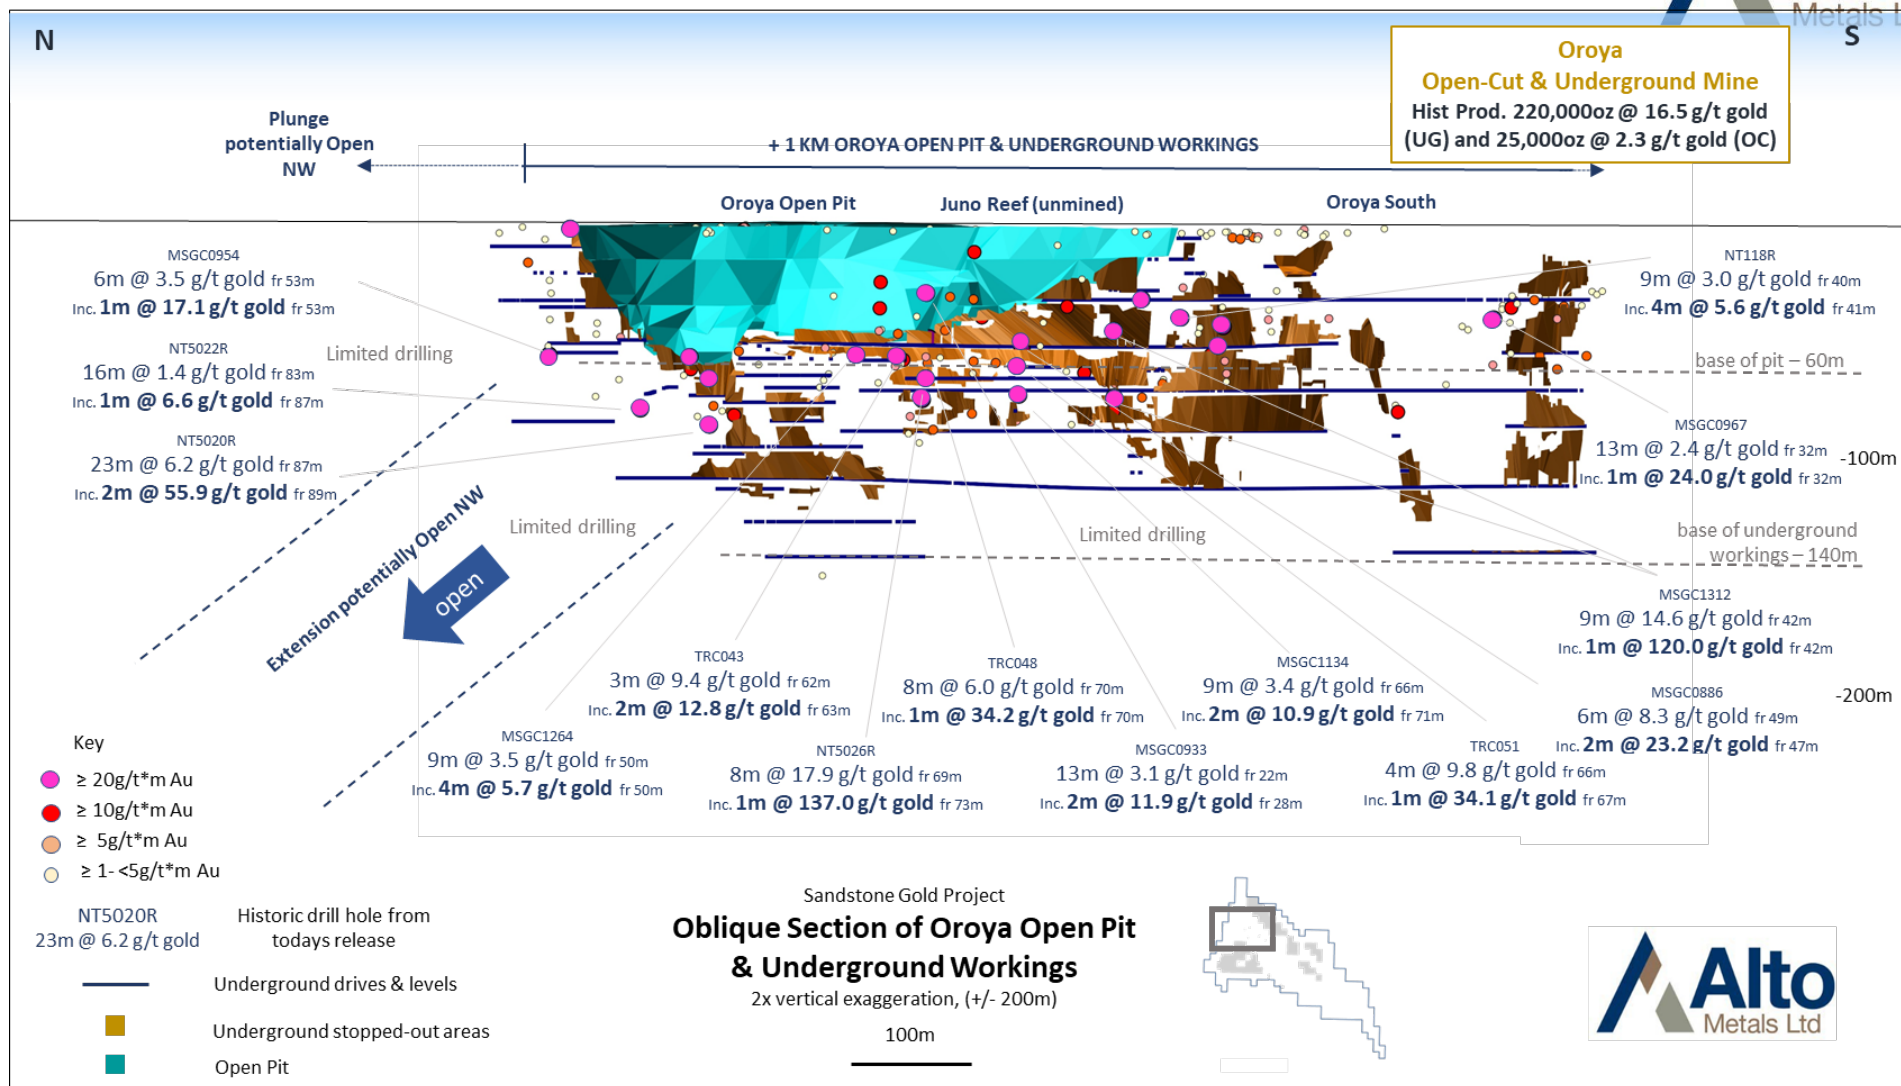 Metals L
N
S
Oroya
Open-Cut & Underground Mine
Hist Prod. 220,000oz @ 16.5 g/t gold
(UG) and 25,000oz @ 2.3 g/t gold (OC)
Plunge
potentially Open
NW
+ 1 KM OROYA OPEN PIT & UNDERGROUND WORKINGS
Oroya Open Pit
Juno Reef (unmined)
Oroya South
MSGC0954
6m @ 3.5 g/t gold fr 53m
Inc. 1m @ 17.1 g/t gold fr 53m
NT5022R
16m @ 1.4 g/t gold fr 83m
Inc. 1m @ 6.6 g/t gold fr 87m
NT5020R
23m @ 6.2 g/t gold fr 87m
Inc. 2m @ 55.9 g/t gold fr 89m
Limited drilling
NT118R
9m @ 3.0 g/t gold fr 40m
Inc. 4m @ 5.6 g/t gold fr 41m
base of pit – 60m
MSGC0967
13m @ 2.4 g/t gold fr 32m
Inc. 1m @ 24.0 g/t gold fr 32m
-100m
Limited drilling
Limited drilling
base of underground
workings – 140m
Extension potentially Open NW
open
MSGC1312
9m @ 14.6 g/t gold fr 42m
Inc. 1m @ 120.0 g/t gold fr 42m
TRC043
3m @ 9.4 g/t gold fr 62m
Inc. 2m @ 12.8 g/t gold fr 63m
TRC048
8m @ 6.0 g/t gold fr 70m
Inc. 1m @ 34.2 g/t gold fr 70m
MSGC1134
9m @ 3.4 g/t gold fr 66m
Inc. 2m @ 10.9 g/t gold fr 71m
MSGC0886
6m @ 8.3 g/t gold fr 49m
Inc. 2m @ 23.2 g/t gold fr 47m
-200m
MSGC1264
9m @ 3.5 g/t gold fr 50m
Inc. 4m @ 5.7 g/t gold fr 50m
NT5026R
8m @ 17.9 g/t gold fr 69m
Inc. 1m @ 137.0 g/t gold fr 73m
MSGC0933
13m @ 3.1 g/t gold fr 22m
Inc. 2m @ 11.9 g/t gold fr 28m
TRC051
4m @ 9.8 g/t gold fr 66m
Inc. 1m @ 34.1 g/t gold fr 67m
Key
≥ 20g/t*m Au
≥ 10g/t*m Au
≥ 5g/t*m Au
≥ 1- <5g/t*m Au
NT5020R
23m @ 6.2 g/t gold
Historic drill hole from
todays release
Underground drives & levels
Underground stopped-out areas
Open Pit
Sandstone Gold Project
Oblique Section of Oroya Open Pit
& Underground Workings
2x vertical exaggeration, (+/- 200m)
100m
Alto
Metals Ltd